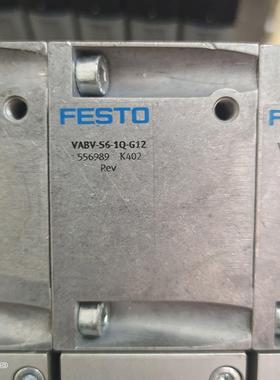 FESTO
VABV-S6-1Q-G12
556989 K402
Rev